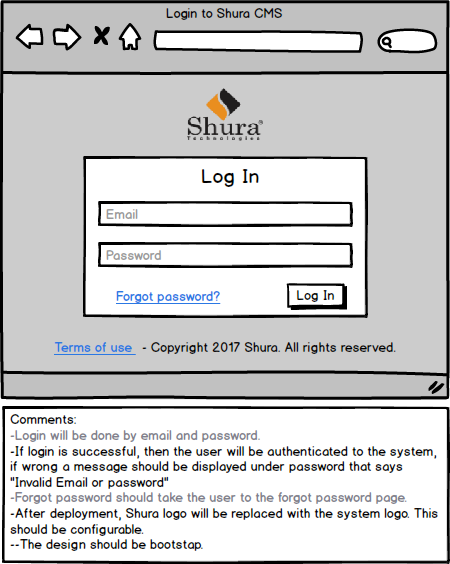 Login to Shura CMS
Shura®
Technologies
Log In
Email
Password
Forgot password?
Log In
Terms of use - Copyright 2017 Shura. All rights reserved.
Comments:
-Login will be done by email and password.
-If login is successful, then the user will be authenticated to the system,
if wrong a message should be displayed under password that says
"Invalid Email or password"
-Forgot password should take the user to the forgot password page.
-After deployment, Shura logo will be replaced with the system logo. This
should be configurable.
--The design should be bootstap.